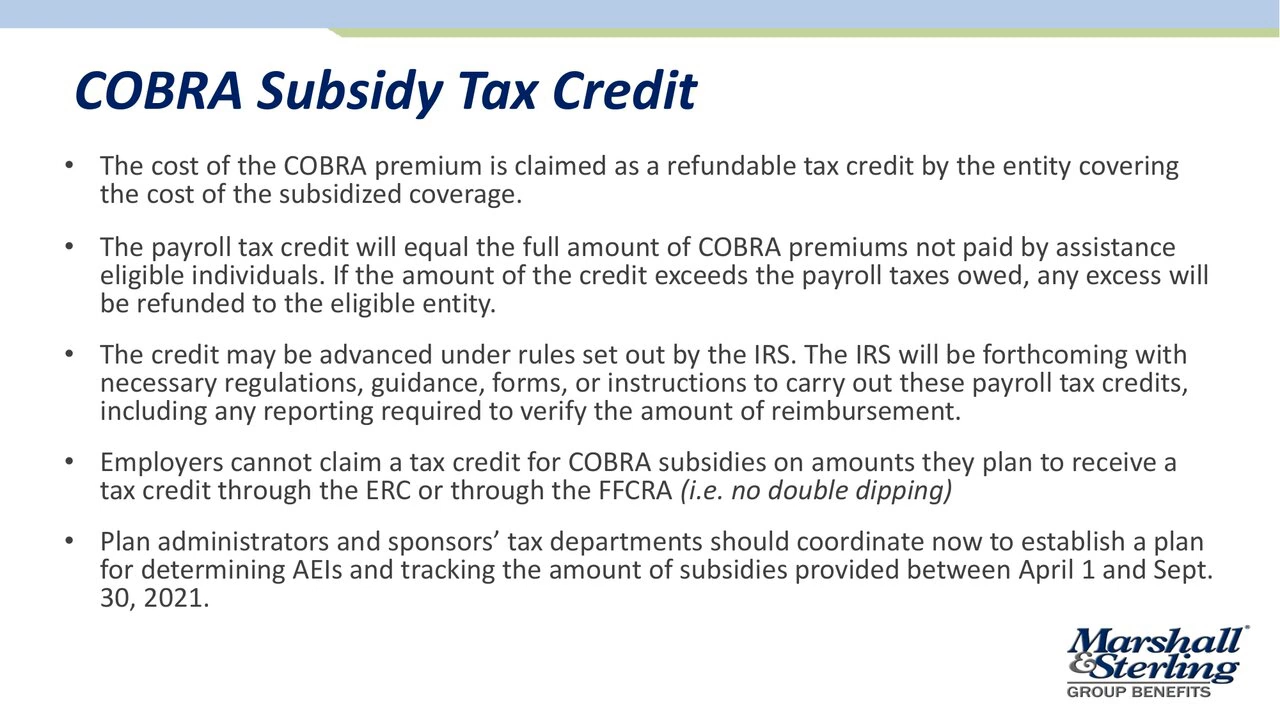 COBRA Subsidy Tax Credit
• The cost of the COBRA premium is claimed as a refundable tax credit by the entity covering
the cost of the subsidized coverage.
• The payroll tax credit will equal the full amount of COBRA premiums not paid by assistance
eligible individuals. If the amount of the credit exceeds the payroll taxes owed, any excess will
be refunded to the eligible entity.
• The credit may be advanced under rules set out by the IRS. The IRS will be forthcoming with
necessary regulations, guidance, forms, or instructions to carry out these payroll tax credits,
including any reporting required to verify the amount of reimbursement.
• Employers cannot claim a tax credit for COBRA subsidies on amounts they plan to receive a
tax credit through the ERC or through the FFCRA (i.e. no double dipping)
• Plan administrators and sponsors’ tax departments should coordinate now to establish a plan
for determining AEIs and tracking the amount of subsidies provided between April 1 and Sept.
30, 2021.
Marshall
&Sterling
GROUP BENEFITS